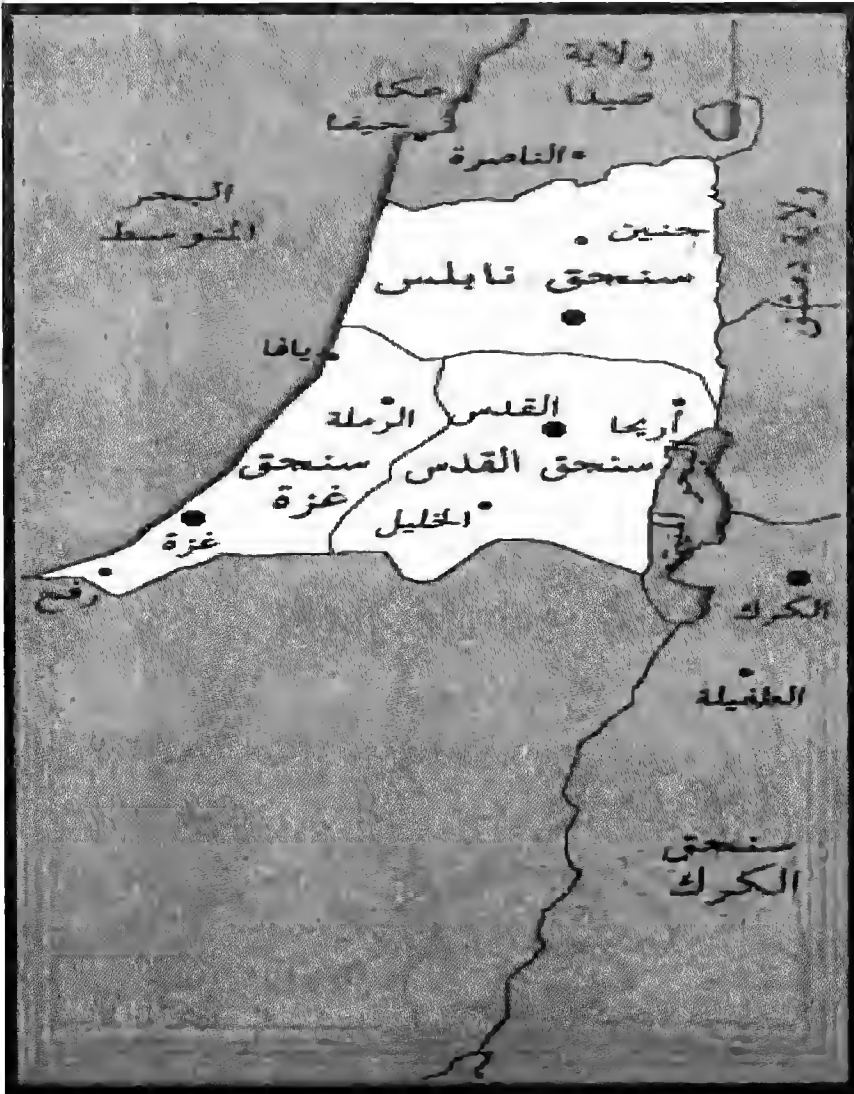 ولاية
صيدا
عكا
حيفا
الناصرة
البحر
المتوسط
ولاية دمشق
جنين
سنجق نابلس
يافا
الرملة
القدس
أريحا
سنجق
غزة
سنجق القدس
الخليل
غزة
رفح
الكرك
الطفيلة
سنجق
الكرك